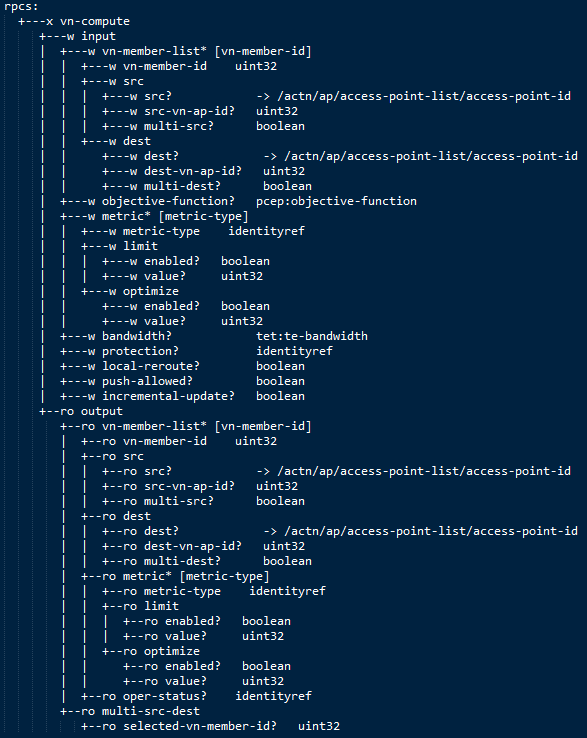 rpcs:
   +---x vn-compute
      +---w input
      |  +---w vn-member-list* [vn-member-id]
      |  |  +---w vn-member-id    uint32
      |  |  +---w src
      |  |  |  +---w src?            -> /actn/ap/access-point-list/access-point-id
      |  |  |  +---w src-vn-ap-id?   uint32
      |  |  |  +---w multi-src?      boolean
      |  |  +---w dest
      |  |     +---w dest?            -> /actn/ap/access-point-list/access-point-id
      |  |     +---w dest-vn-ap-id?   uint32
      |  |     +---w multi-dest?      boolean
      |  +---w objective-function?   pcep:objective-function
      |  +---w metric* [metric-type]
      |  |  +---w metric-type    identityref
      |  |  +---w limit
      |  |  |  +---w enabled?   boolean
      |  |  |  +---w value?     uint32
      |  |  +---w optimize
      |  |     +---w enabled?   boolean
      |  |     +---w value?     uint32
      |  +---w bandwidth?            tet:te-bandwidth
      |  +---w protection?           identityref
      |  +---w local-reroute?        boolean
      |  +---w push-allowed?         boolean
      |  +---w incremental-update?   boolean
      +--ro output
         +--ro vn-member-list* [vn-member-id]
         |  +--ro vn-member-id    uint32
         |  +--ro src
         |  |  +--ro src?            -> /actn/ap/access-point-list/access-point-id
         |  |  +--ro src-vn-ap-id?   uint32
         |  |  +--ro multi-src?      boolean
         |  +--ro dest
         |  |  +--ro dest?            -> /actn/ap/access-point-list/access-point-id
         |  |  +--ro dest-vn-ap-id?   uint32
         |  |  +--ro multi-dest?      boolean
         |  +--ro metric* [metric-type]
         |  |  +--ro metric-type    identityref
         |  |  +--ro limit
         |  |  |  +--ro enabled?   boolean
         |  |  |  +--ro value?     uint32
         |  |  +--ro optimize
         |  |     +--ro enabled?   boolean
         |  |     +--ro value?     uint32
         |  +--ro oper-status?    identityref
         +--ro multi-src-dest
            +--ro selected-vn-member-id?   uint32